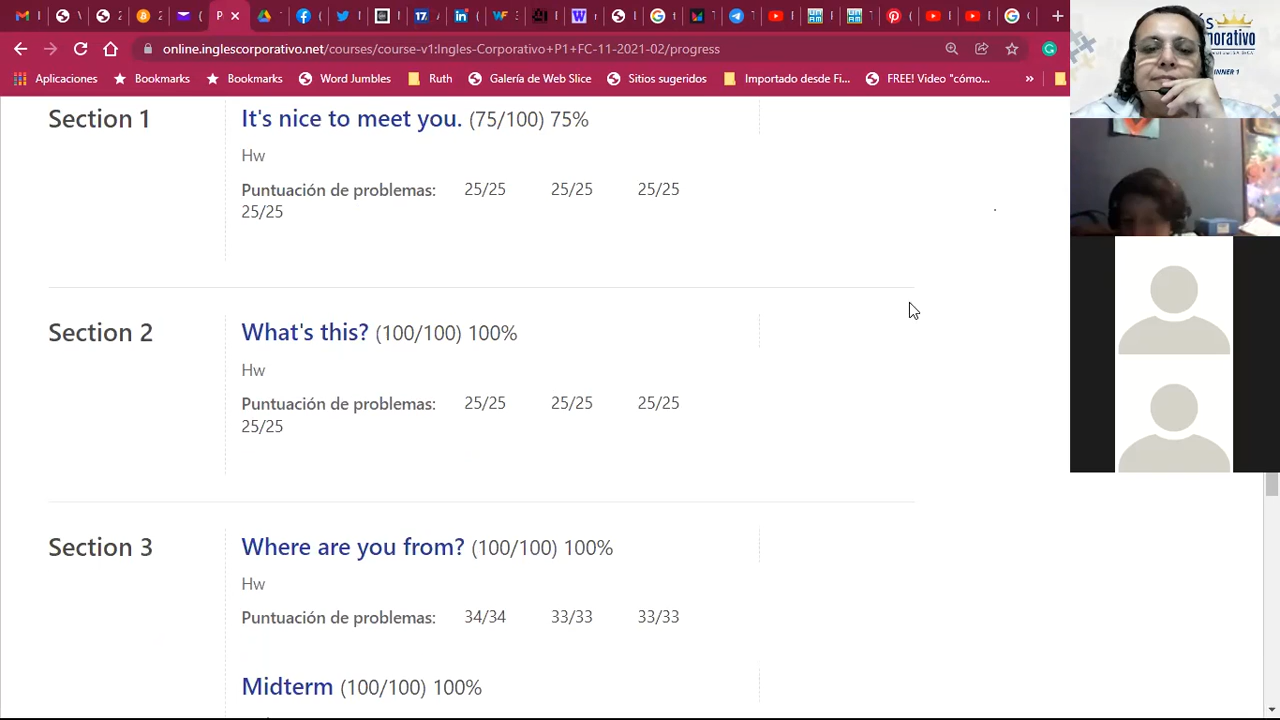 online.inglescorporativo.net/courses/course-v1:Ingles-Corporativo+P1+FC-11-2021-02/progress
Aplicaciones Bookmarks Bookmarks Word Jumbles Ruth Galería de Web Slice Sitios sugeridos Importado desde Fi... FREE! Video "cómo... »
INNER 1
Section 1 It's nice to meet you. (75/100) 75%
Hw
Puntuación de problemas: 25/25 25/25 25/25
25/25
Section 2 What's this? (100/100) 100%
Hw
Puntuación de problemas: 25/25 25/25 25/25
25/25
Section 3 Where are you from? (100/100) 100%
Hw
Puntuación de problemas: 34/34 33/33 33/33
Midterm (100/100) 100%